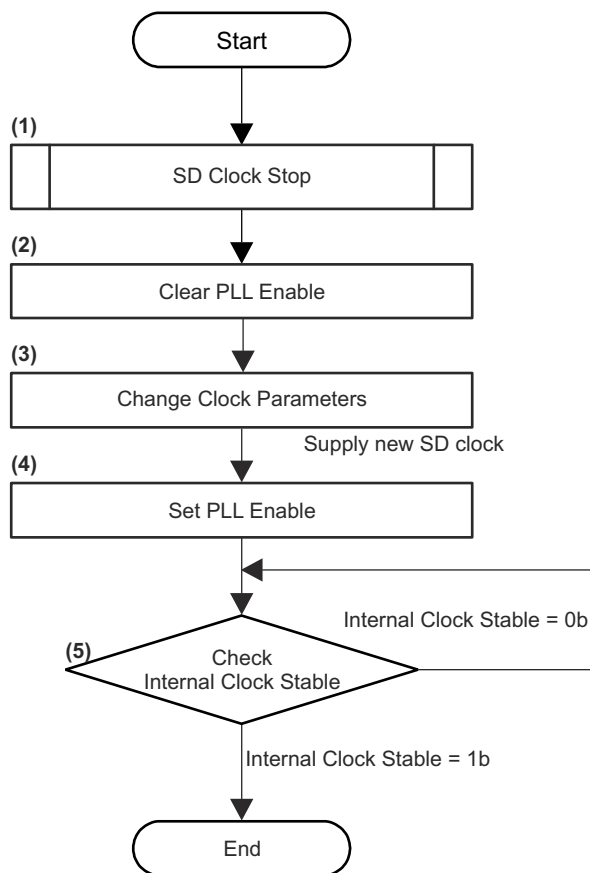 Start
(1)
SD Clock Stop
(2)
Clear PLL Enable
(3)
Change Clock Parameters
Supply new SD clock
(4)
Set PLL Enable
Internal Clock Stable = 0b
(5)
Check
Internal Clock Stable
Internal Clock Stable = 1b
End